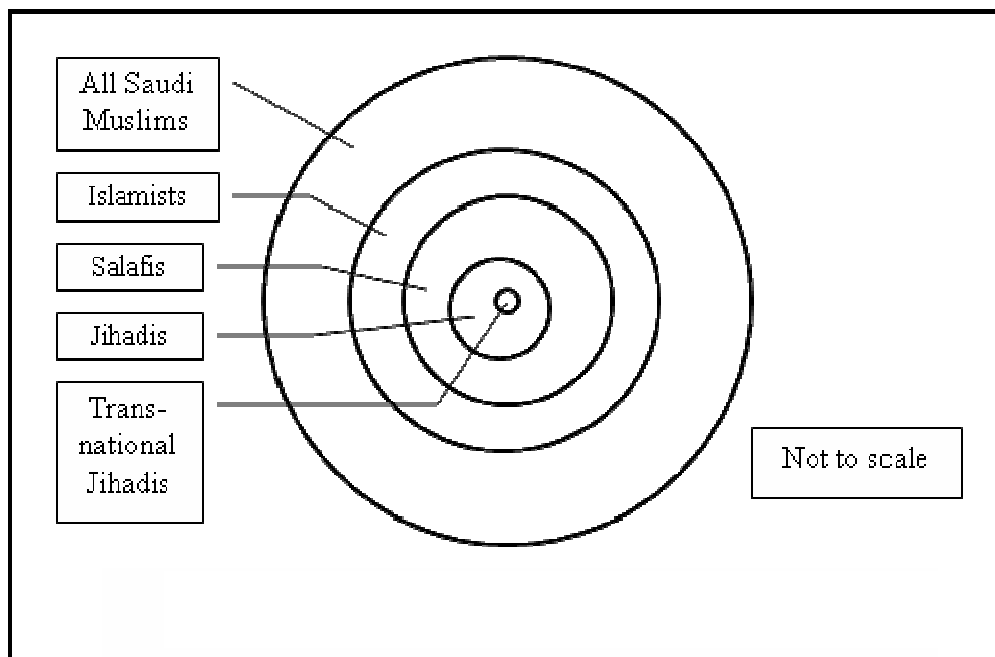 All Saudi
Muslims
Islamists
Salafis
Jihadis
Trans-
national
Jihadis
Not to scale